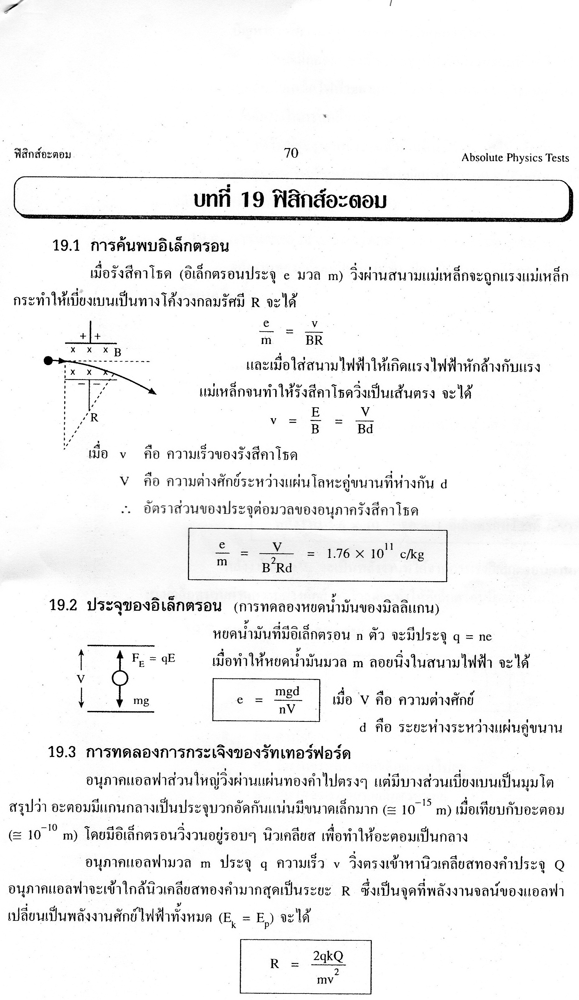 ฟิสิกส์อะตอม 70 Absolute Physics Tests
บทที่ 19 ฟิสิกส์อะตอม
19.1 การค้นพบอิเล็กตรอน
เมื่อรังสีคาโธด (อิเล็กตรอนประจุ e มวล m) วิ่งผ่านสนามแม่เหล็กจะถูกแรงแม่เหล็ก
กระทำให้เบี่ยงเบนเป็นทางโค้งวงกลมรัศมี R จะได้
e/m = v/BR
+ +
x x x B
x x x
− −
R
และเมื่อใส่สนามไฟฟ้าให้เกิดแรงไฟฟ้าหักล้างกับแรง
แม่เหล็กจนทำให้รังสีคาโธดวิ่งเป็นเส้นตรง จะได้
v = E/B = V/Bd
เมื่อ v คือ ความเร็วของรังสีคาโธด
V คือ ความต่างศักย์ระหว่างแผ่นโลหะคู่ขนานที่ห่างกัน d
∴ อัตราส่วนของประจุต่อมวลของอนุภาครังสีคาโธด
e/m = V/B²Rd = 1.76 × 10¹¹ c/kg
19.2 ประจุของอิเล็กตรอน (การทดลองหยดน้ำมันของมิลลิแกน)
หยดน้ำมันที่มีอิเล็กตรอน n ตัว จะมีประจุ q = ne
เมื่อทำให้หยดน้ำมันมวล m ลอยนิ่งในสนามไฟฟ้า จะได้
F_E = qE
V
mg
e = mgd/nV เมื่อ V คือ ความต่างศักย์
d คือ ระยะห่างระหว่างแผ่นคู่ขนาน
19.3 การทดลองการกระเจิงของรัทเทอร์ฟอร์ด
อนุภาคแอลฟาส่วนใหญ่วิ่งผ่านแผ่นทองคำไปตรงๆ แต่มีบางส่วนเบี่ยงเบนเป็นมุมโต
สรุปว่า อะตอมมีแกนกลางเป็นประจุบวกอัดกันแน่นมีขนาดเล็กมาก (≅ 10⁻¹⁵ m) เมื่อเทียบกับอะตอม
(≅ 10⁻¹⁰ m) โดยมีอิเล็กตรอนวิ่งวนอยู่รอบๆ นิวเคลียส เพื่อทำให้อะตอมเป็นกลาง
อนุภาคแอลฟามวล m ประจุ q ความเร็ว v วิ่งตรงเข้าหานิวเคลียสทองคำประจุ Q
อนุภาคแอลฟาจะเข้าใกล้นิวเคลียสทองคำมากสุดเป็นระยะ R ซึ่งเป็นจุดที่พลังงานจลน์ของแอลฟา
เปลี่ยนเป็นพลังงานศักย์ไฟฟ้าทั้งหมด (E_k = E_p) จะได้
R = 2qkQ/mv²